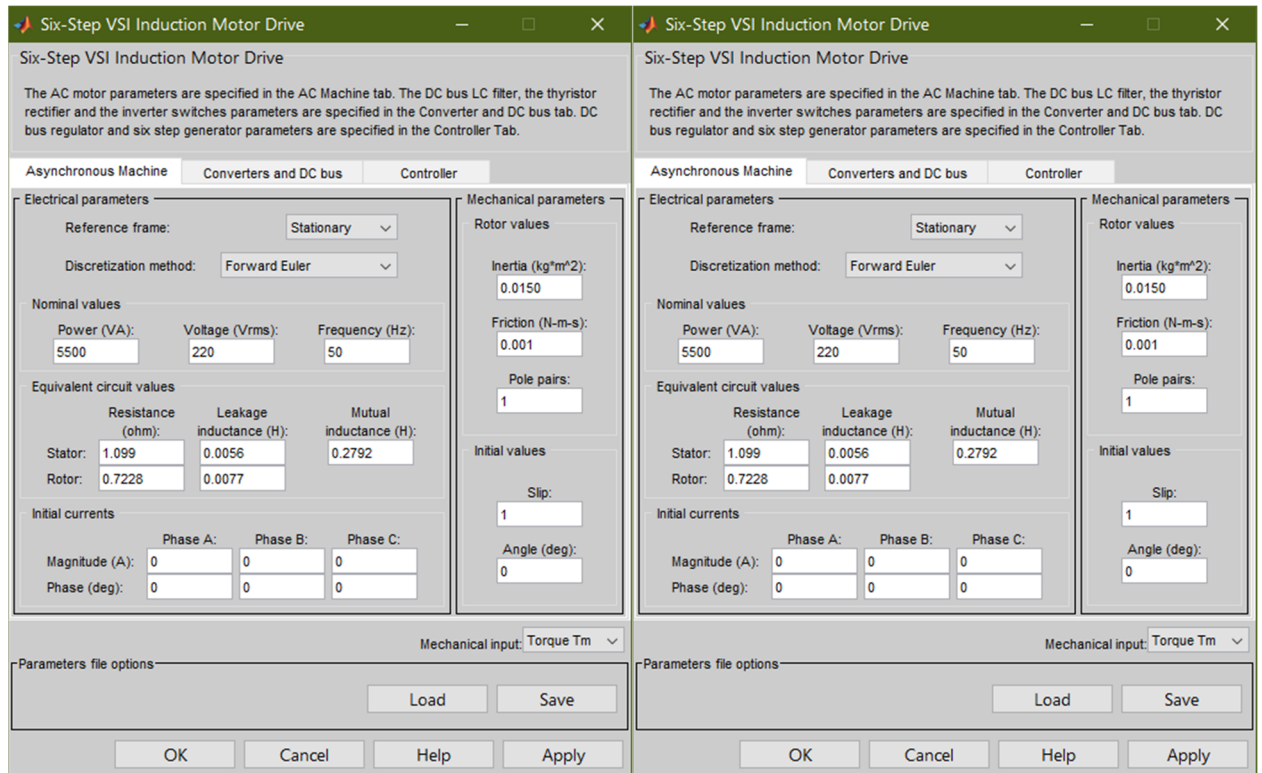 Six-Step VSI Induction Motor Drive
Six-Step VSI Induction Motor Drive
The AC motor parameters are specified in the AC Machine tab. The DC bus LC filter, the thyristor
rectifier and the inverter switches parameters are specified in the Converter and DC bus tab. DC
bus regulator and six step generator parameters are specified in the Controller Tab.
Asynchronous Machine Converters and DC bus Controller
Electrical parameters
Reference frame: Stationary
Discretization method: Forward Euler
Nominal values
Power (VA): Voltage (Vrms): Frequency (Hz):
5500 220 50
Equivalent circuit values
Resistance Leakage Mutual
(ohm): inductance (H): inductance (H):
Stator: 1.099 0.0056 0.2792
Rotor: 0.7228 0.0077
Initial currents
Phase A: Phase B: Phase C:
Magnitude (A): 0 0 0
Phase (deg): 0 0 0
Mechanical parameters
Rotor values
Inertia (kg*m^2):
0.0150
Friction (N-m-s):
0.001
Pole pairs:
1
Initial values
Slip:
1
Angle (deg):
0
Mechanical input: Torque Tm
Parameters file options
Load Save
OK Cancel Help Apply
Six-Step VSI Induction Motor Drive
Six-Step VSI Induction Motor Drive
The AC motor parameters are specified in the AC Machine tab. The DC bus LC filter, the thyristor
rectifier and the inverter switches parameters are specified in the Converter and DC bus tab. DC
bus regulator and six step generator parameters are specified in the Controller Tab.
Asynchronous Machine Converters and DC bus Controller
Electrical parameters
Reference frame: Stationary
Discretization method: Forward Euler
Nominal values
Power (VA): Voltage (Vrms): Frequency (Hz):
5500 220 50
Equivalent circuit values
Resistance Leakage Mutual
(ohm): inductance (H): inductance (H):
Stator: 1.099 0.0056 0.2792
Rotor: 0.7228 0.0077
Initial currents
Phase A: Phase B: Phase C:
Magnitude (A): 0 0 0
Phase (deg): 0 0 0
Mechanical parameters
Rotor values
Inertia (kg*m^2):
0.0150
Friction (N-m-s):
0.001
Pole pairs:
1
Initial values
Slip:
1
Angle (deg):
0
Mechanical input: Torque Tm
Parameters file options
Load Save
OK Cancel Help Apply